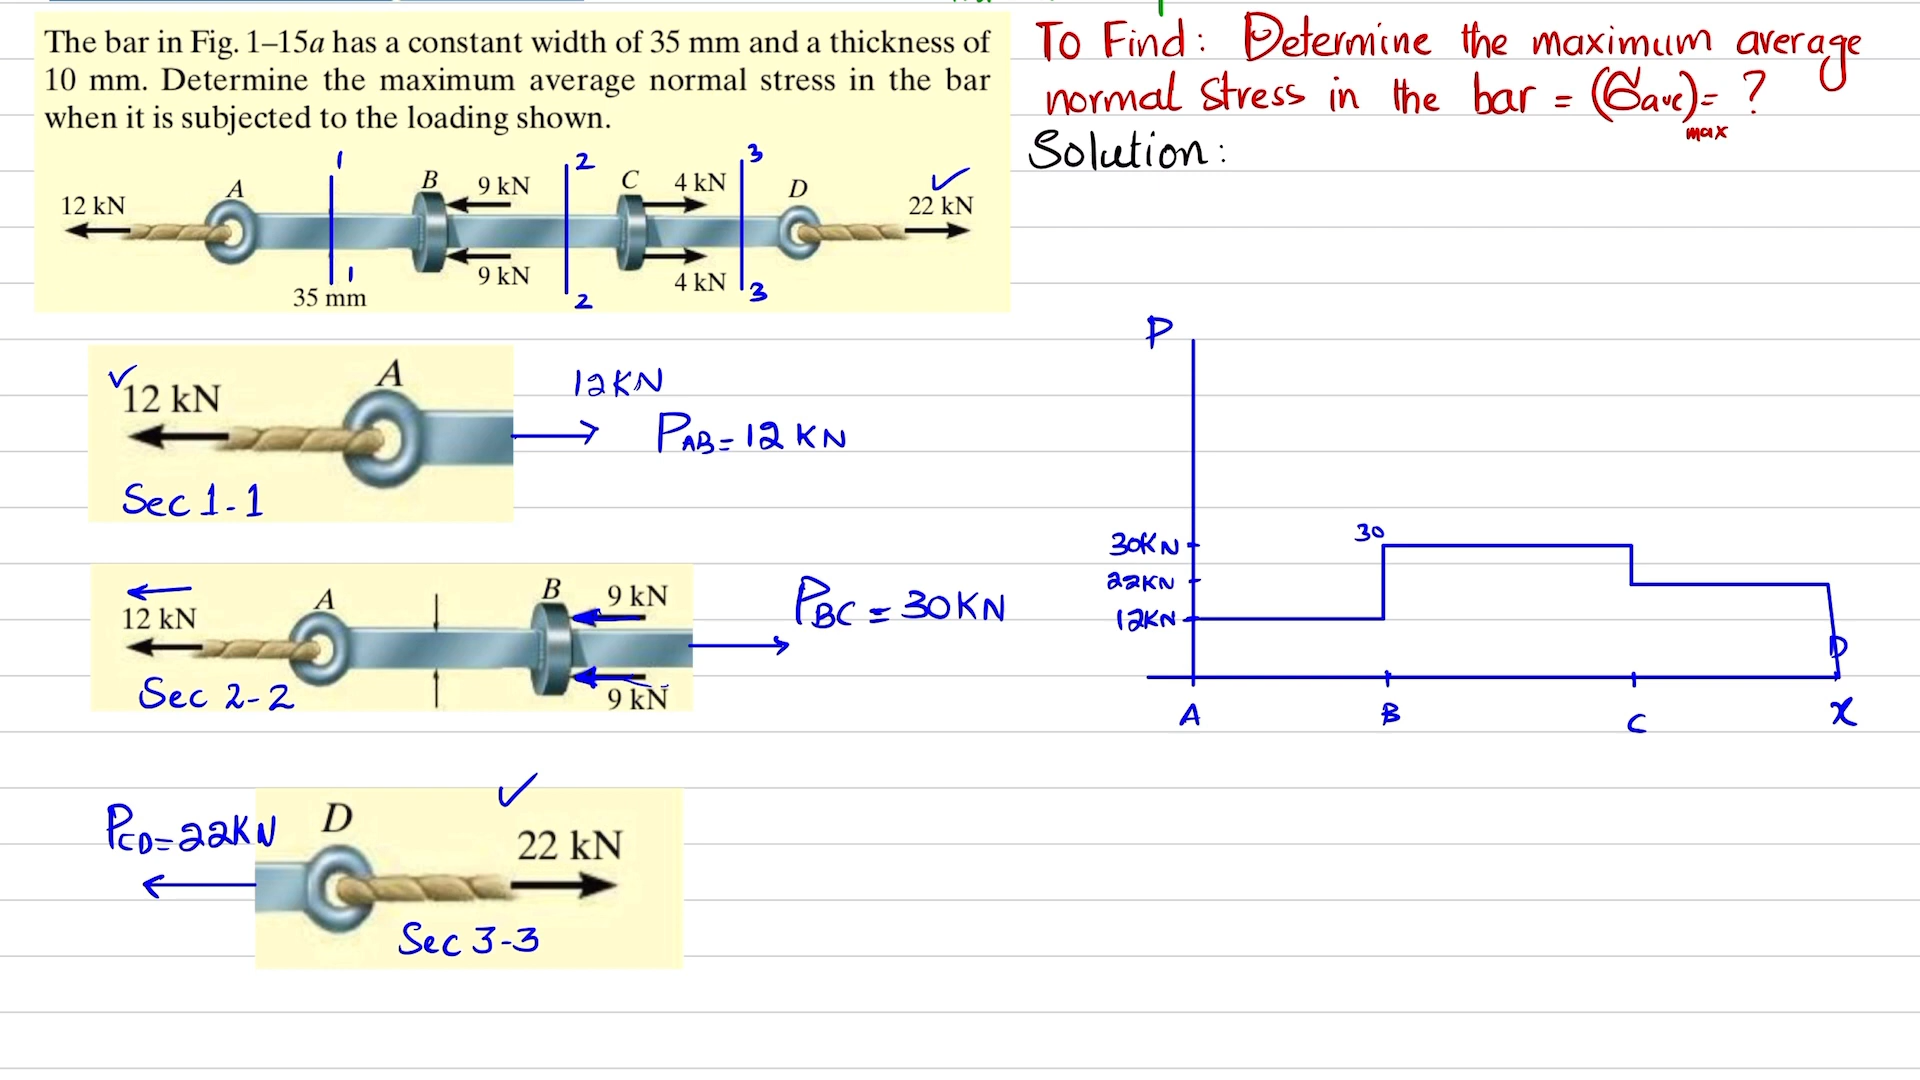 The bar in Fig. 1–15a has a constant width of 35 mm and a thickness of
10 mm. Determine the maximum average normal stress in the bar
when it is subjected to the loading shown.
To Find: Determine the maximum average
normal stress in the bar = (σave)max = ?
Solution:
1
2
3
12 kN
A
B
9 kN
C
4 kN
D
22 kN
9 kN
4 kN
1
2
3
35 mm
12 kN
A
12KN
PAB = 12 KN
Sec 1-1
12 kN
A
B
9 kN
PBC = 30KN
Sec 2-2
9 kN
PCD = 22KN
D
22 kN
Sec 3-3
P
30KN
30
22KN
12KN
D
A
B
C
x